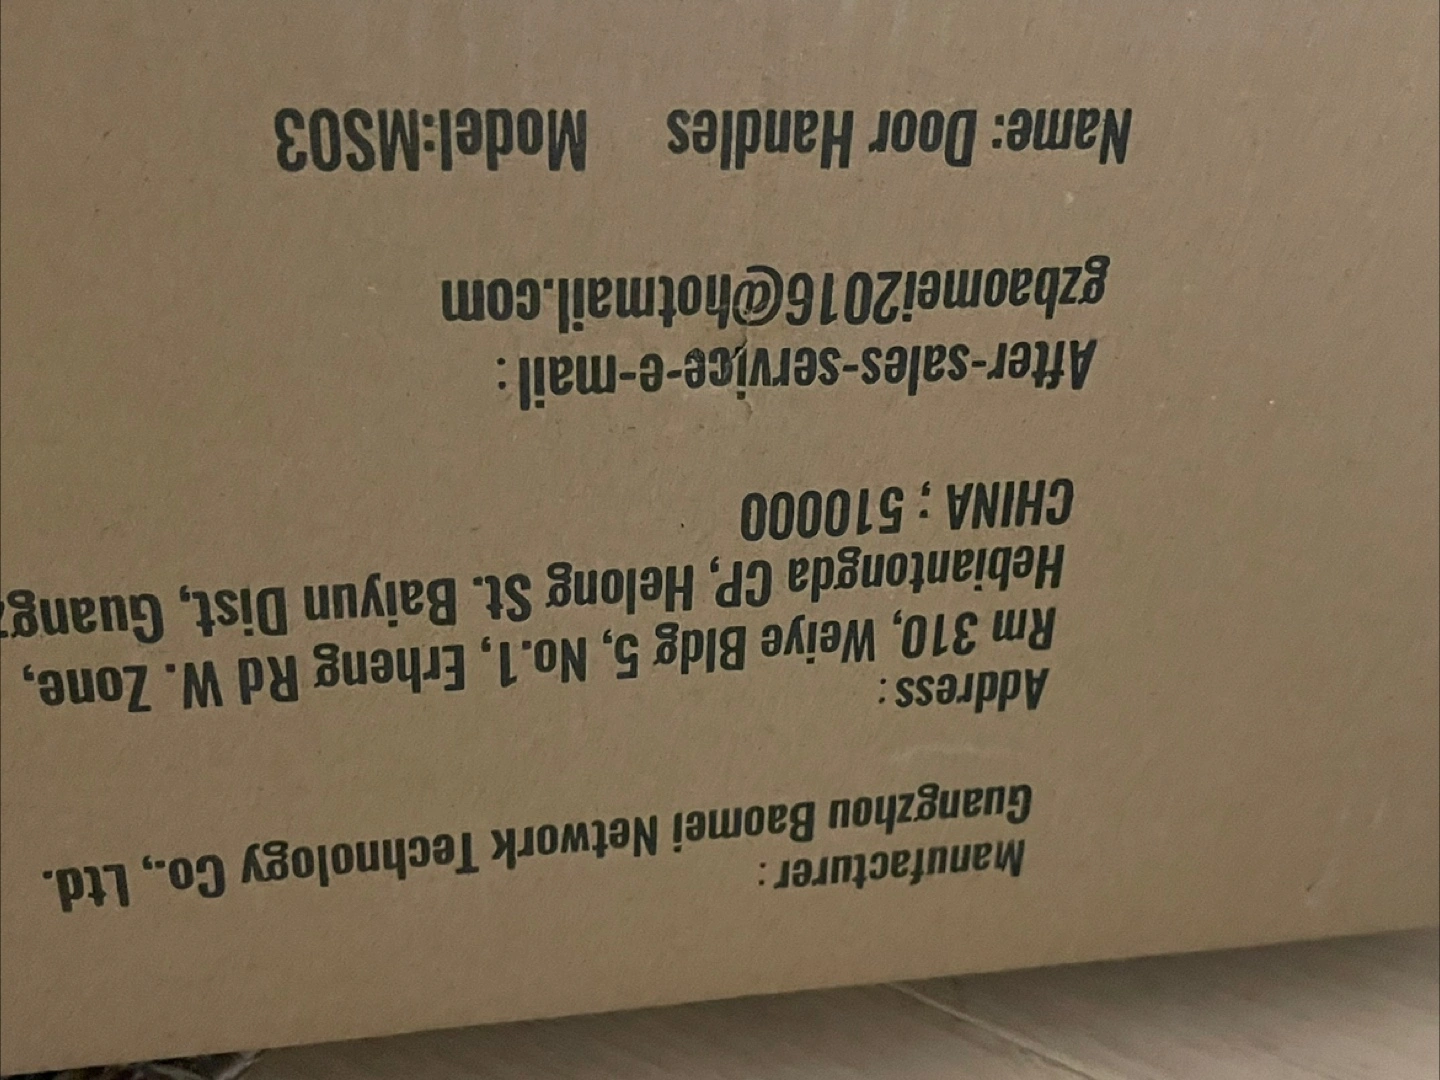 Manufacturer:
Guangzhou Baomei Network Technology Co., Ltd.
Address:
Rm 310, Weiye Bldg 5, No.1, Erheng Rd W. Zone,
Hebiantongda CP, Helong St. Baiyun Dist, Guangz
CHINA ; 510000
After-sales-service-e-mail:
gzbaomei2016@hotmail.com
Name: Door Handles Model:MS03